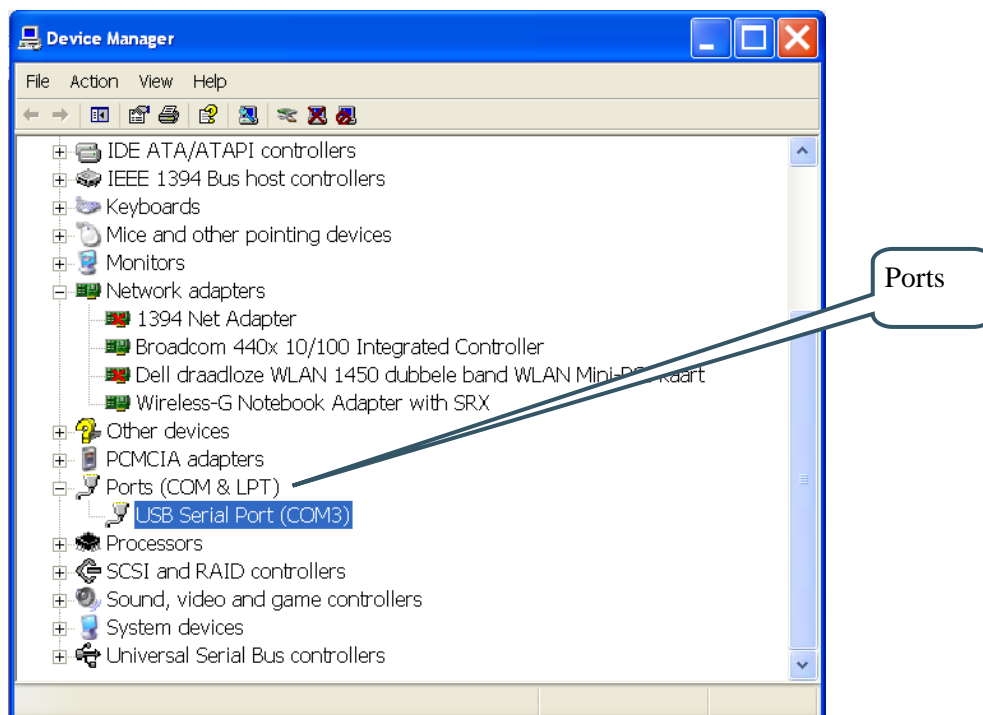 Device Manager
File Action View Help
IDE ATA/ATAPI controllers
IEEE 1394 Bus host controllers
Keyboards
Mice and other pointing devices
Monitors
Network adapters
1394 Net Adapter
Broadcom 440x 10/100 Integrated Controller
Dell draadloze WLAN 1450 dubbele band WLAN Mini-PCI kaart
Wireless-G Notebook Adapter with SRX
Other devices
PCMCIA adapters
Ports (COM & LPT)
USB Serial Port (COM3)
Processors
SCSI and RAID controllers
Sound, video and game controllers
System devices
Universal Serial Bus controllers
Ports